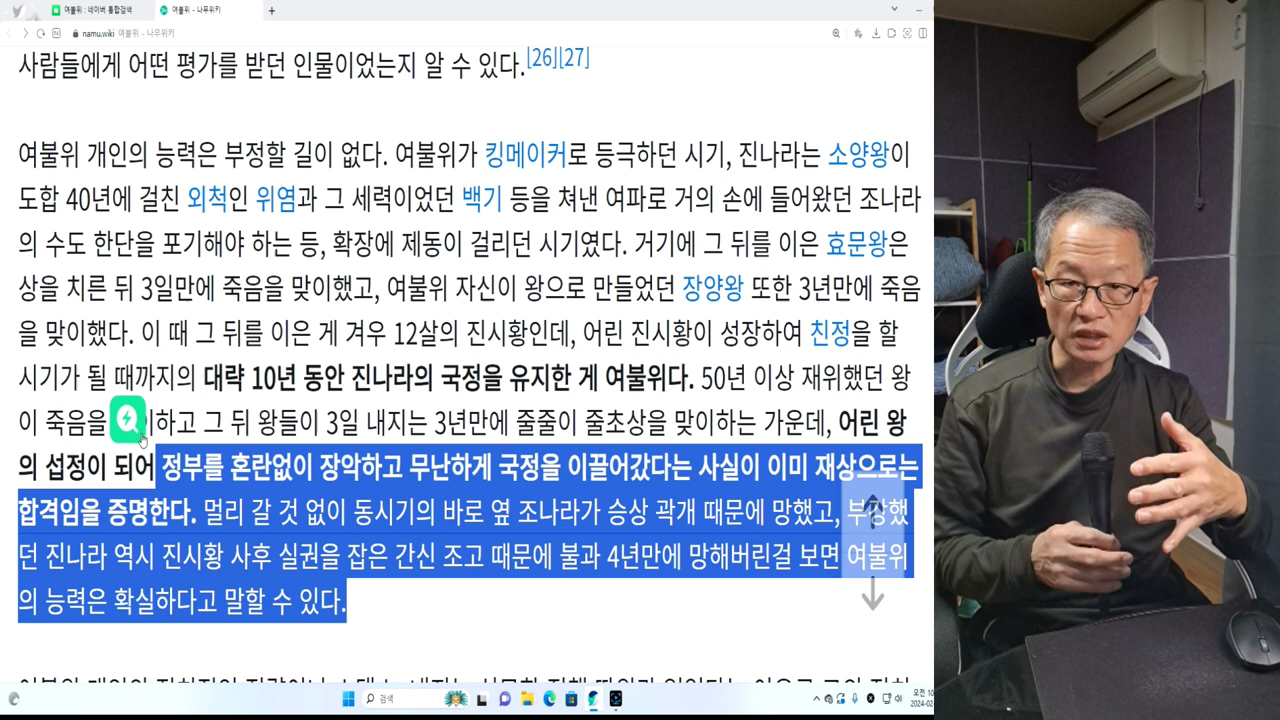 여불위 : 네이버 통합검색
여불위 - 나무위키
namu.wiki 여불위 - 나무위키
사람들에게 어떤 평가를 받던 인물이었는지 알 수 있다.[26][27]
여불위 개인의 능력은 부정할 길이 없다. 여불위가 킹메이커로 등극하던 시기, 진나라는 소양왕이
도합 40년에 걸친 외척인 위염과 그 세력이었던 백기 등을 쳐낸 여파로 거의 손에 들어왔던 조나라
의 수도 한단을 포기해야 하는 등, 확장에 제동이 걸리던 시기였다. 거기에 그 뒤를 이은 효문왕은
상을 치른 뒤 3일만에 죽음을 맞이했고, 여불위 자신이 왕으로 만들었던 장양왕 또한 3년만에 죽음
을 맞이했다. 이 때 그 뒤를 이은 게 겨우 12살의 진시황인데, 어린 진시황이 성장하여 친정을 할
시기가 될 때까지의 대략 10년 동안 진나라의 국정을 유지한 게 여불위다. 50년 이상 재위했던 왕
이 죽음을 하고 그 뒤 왕들이 3일 내지는 3년만에 줄줄이 줄초상을 맞이하는 가운데, 어린 왕
의 섭정이 되어 정부를 혼란없이 장악하고 무난하게 국정을 이끌어갔다는 사실이 이미 재상으로는
합격임을 증명한다. 멀리 갈 것 없이 동시기의 바로 옆 조나라가 승상 곽개 때문에 망했고, 부강했
던 진나라 역시 진시황 사후 실권을 잡은 간신 조고 때문에 불과 4년만에 망해버린걸 보면 여불위
의 능력은 확실하다고 말할 수 있다.
검색
오전 10
2024-02